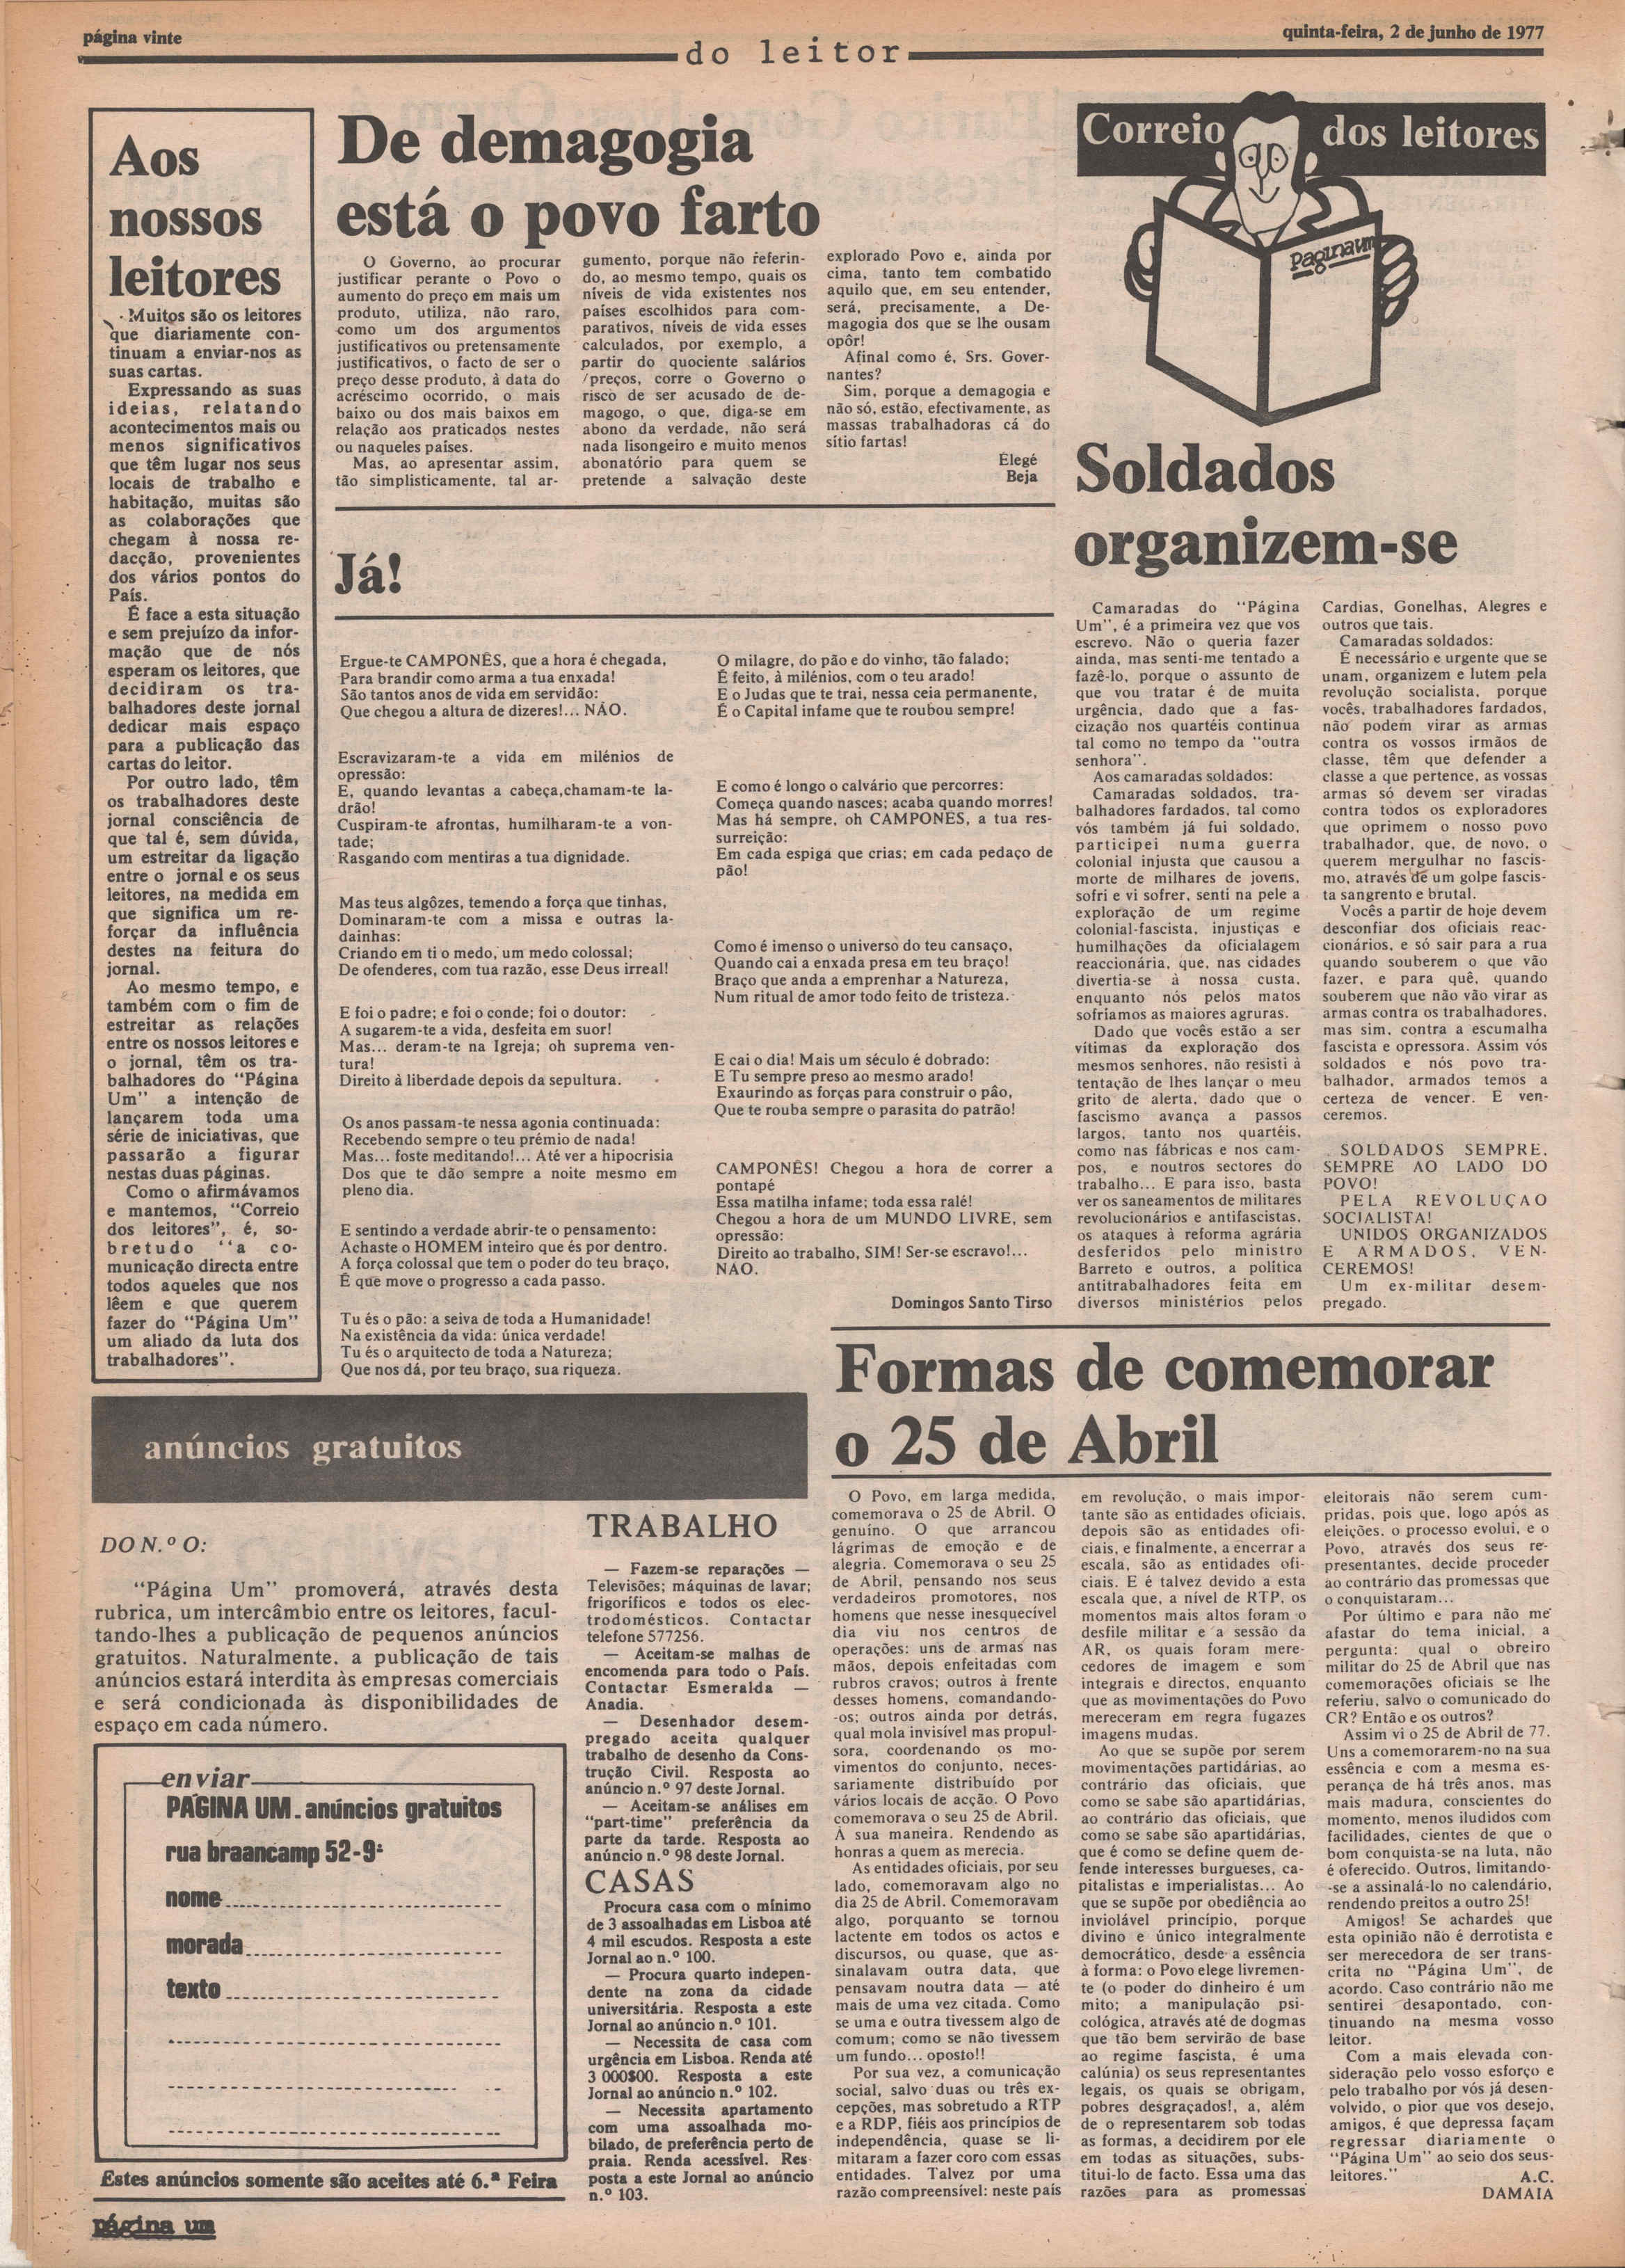 página vinte
quinta-feira, 2 de junho de 1977
do leitor
Aos
nossos
leitores
Muitos são os leitores
que diariamente con-
tinuam a enviar-nos as
suas cartas.
Expressando as suas
ideias, relatando
acontecimentos mais ou
menos significativos
que têm lugar nos seus
locais de trabalho e
habitação, muitas são
as colaborações que
chegam à nossa re-
dacção, provenientes
dos vários pontos do
País.
É face a esta situação
e sem prejuízo da infor-
mação que de nós
esperam os leitores, que
decidiram os tra-
balhadores deste jornal
dedicar mais espaço
para a publicação das
cartas do leitor.
Por outro lado, têm
os trabalhadores deste
jornal consciência de
que tal é, sem dúvida,
um estreitar da ligação
entre o jornal e os seus
leitores, na medida em
que significa um re-
forçar da influência
destes na feitura do
jornal.
Ao mesmo tempo, e
também com o fim de
estreitar as relações
entre os nossos leitores e
o jornal, têm os tra-
balhadores do "Página
Um" a intenção de
lançarem toda uma
série de iniciativas, que
passarão a figurar
nestas duas páginas.
Como o afirmávamos
e mantemos, "Correio
dos leitores", é, so-
bretudo "a co-
municação directa entre
todos aqueles que nos
lêem e que querem
fazer do "Página Um"
um aliado da luta dos
trabalhadores".
De demagogia
está o povo farto
O Governo, ao procurar
justificar perante o Povo o
aumento do preço em mais um
produto, utiliza, não raro,
como um dos argumentos
justificativos ou pretensamente
justificativos, o facto de ser o
preço desse produto, à data do
acréscimo ocorrido, o mais
baixo ou dos mais baixos em
relação aos praticados nestes
ou naqueles países.
Mas, ao apresentar assim,
tão simplisticamente, tal ar-
gumento, porque não referin-
do, ao mesmo tempo, quais os
níveis de vida existentes nos
países escolhidos para com-
parativos, níveis de vida esses
calculados, por exemplo, a
partir do quociente salários
/preços, corre o Governo o
risco de ser acusado de de-
magogo, o que, diga-se em
abono da verdade, não será
nada lisongeiro e muito menos
abonatório para quem se
pretende a salvação deste
explorado Povo e, ainda por
cima, tanto tem combatido
aquilo que, em seu entender,
será, precisamente, a De-
magogia dos que se lhe ousam
opôr!
Afinal como é, Srs. Gover-
nantes?
Sim, porque a demagogia e
não só, estão, efectivamente, as
massas trabalhadoras cá do
sítio fartas!
Élegé
Beja
Já!
Ergue-te CAMPONÊS, que a hora é chegada,
Para brandir como arma a tua enxada!
São tantos anos de vida em servidão:
Que chegou a altura de dizeres!... NÃO.
Escravizaram-te a vida em milénios de
opressão:
E, quando levantas a cabeça,chamam-te la-
drão!
Cuspiram-te afrontas, humilharam-te a von-
tade;
Rasgando com mentiras a tua dignidade.
Mas teus algôzes, temendo a força que tinhas,
Dominaram-te com a missa e outras la-
dainhas:
Criando em ti o medo, um medo colossal;
De ofenderes, com tua razão, esse Deus irreal!
E foi o padre; e foi o conde; foi o doutor:
A sugarem-te a vida, desfeita em suor!
Mas... deram-te na Igreja; oh suprema ven-
tura!
Direito à liberdade depois da sepultura.
Os anos passam-te nessa agonia continuada:
Recebendo sempre o teu prémio de nada!
Mas... foste meditando!... Até ver a hipocrisia
Dos que te dão sempre a noite mesmo em
pleno dia.
E sentindo a verdade abrir-te o pensamento:
Achaste o HOMEM inteiro que és por dentro.
A força colossal que tem o poder do teu braço,
É que move o progresso a cada passo.
Tu és o pão: a seiva de toda a Humanidade!
Na existência da vida: única verdade!
Tu és o arquitecto de toda a Natureza;
Que nos dá, por teu braço, sua riqueza.
O milagre, do pão e do vinho, tão falado;
É feito, à milénios, com o teu arado!
E o Judas que te trai, nessa ceia permanente,
É o Capital infame que te roubou sempre!
E como é longo o calvário que percorres:
Começa quando nasces; acaba quando morres!
Mas há sempre, oh CAMPONÊS, a tua res-
surreição:
Em cada espiga que crias; em cada pedaço de
pão!
Como é imenso o universo do teu cansaço,
Quando cai a enxada presa em teu braço!
Braço que anda a emprenhar a Natureza,
Num ritual de amor todo feito de tristeza.
E cai o dia! Mais um século é dobrado:
E Tu sempre preso ao mesmo arado!
Exaurindo as forças para construir o pão,
Que te rouba sempre o parasita do patrão!
CAMPONÊS! Chegou a hora de correr a
pontapé
Essa matilha infame; toda essa ralé!
Chegou a hora de um MUNDO LIVRE, sem
opressão:
Direito ao trabalho, SIM! Ser-se escravo!...
NÃO.
Domingos Santo Tirso
Correio dos leitores
Paginaum
Soldados
organizem-se
Camaradas do "Página
Um", é a primeira vez que vos
escrevo. Não o queria fazer
ainda, mas senti-me tentado a
fazê-lo, porque o assunto de
que vou tratar é de muita
urgência, dado que a fas-
cização nos quartéis continua
tal como no tempo da "outra
senhora".
Aos camaradas soldados:
Camaradas soldados, tra-
balhadores fardados, tal como
vós também já fui soldado,
participei numa guerra
colonial injusta que causou a
morte de milhares de jovens,
sofri e vi sofrer, senti na pele a
exploração de um regime
colonial-fascista, injustiças e
humilhações da oficialagem
reaccionária, que, nas cidades
divertia-se à nossa custa,
enquanto nós pelos matos
sofriamos as maiores agruras.
Dado que vocês estão a ser
vítimas da exploração dos
mesmos senhores, não resisti à
tentação de lhes lançar o meu
grito de alerta, dado que o
fascismo avança a passos
largos, tanto nos quartéis,
como nas fábricas e nos cam-
pos, e noutros sectores do
trabalho... E para isso, basta
ver os saneamentos de militares
revolucionários e antifascistas,
os ataques à reforma agrária
desferidos pelo ministro
Barreto e outros, a política
antitrabalhadores feita em
diversos ministérios pelos
Cardias, Gonelhas, Alegres e
outros que tais.
Camaradas soldados:
É necessário e urgente que se
unam, organizem e lutem pela
revolução socialista, porque
vocês, trabalhadores fardados,
não podem virar as armas
contra os vossos irmãos de
classe, têm que defender a
classe a que pertence, as vossas
armas só devem ser viradas
contra todos os exploradores
que oprimem o nosso povo
trabalhador, que, de novo, o
querem mergulhar no fascis-
mo, através de um golpe fascis-
ta sangrento e brutal.
Vocês a partir de hoje devem
desconfiar dos oficiais reac-
cionários, e só sair para a rua
quando souberem o que vão
fazer, e para quê, quando
souberem que não vão virar as
armas contra os trabalhadores,
mas sim, contra a escumalha
fascista e opressora. Assim vós
soldados e nós povo tra-
balhador, armados temos a
certeza de vencer. E ven-
ceremos.
SOLDADOS SEMPRE,
SEMPRE AO LADO DO
POVO!
PELA REVOLUÇAO
SOCIALISTA!
UNIDOS ORGANIZADOS
E ARMADOS, VEN-
CEREMOS!
Um ex-militar desem-
pregado.
anúncios gratuitos
DO N.º O:
"Página Um" promoverá, através desta
rubrica, um intercâmbio entre os leitores, facul-
tando-lhes a publicação de pequenos anúncios
gratuitos. Naturalmente, a publicação de tais
anúncios estará interdita às empresas comerciais
e será condicionada às disponibilidades de
espaço em cada número.
enviar
PÁGINA UM-anúncios gratuitos
rua braancamp 52-9º
nome
morada
texto
Estes anúncios somente são aceites até 6.ª Feira
página um
TRABALHO
— Fazem-se reparações —
Televisões; máquinas de lavar;
frigoríficos e todos os elec-
trodomésticos. Contactar
telefone 577256.
— Aceitam-se malhas de
encomenda para todo o País.
Contactar Esmeralda —
Anadia.
— Desenhador desem-
pregado aceita qualquer
trabalho de desenho da Cons-
trução Civil. Resposta ao
anúncio n.º 97 deste Jornal.
— Aceitam-se análises em
"part-time" preferência da
parte da tarde. Resposta ao
anúncio n.º 98 deste Jornal.
CASAS
Procura casa com o mínimo
de 3 assoalhadas em Lisboa até
4 mil escudos. Resposta a este
Jornal ao n.º 100.
— Procura quarto indepen-
dente na zona da cidade
universitária. Resposta a este
Jornal ao anúncio n.º 101.
— Necessita de casa com
urgência em Lisboa. Renda até
3 000$00. Resposta a este
Jornal ao anúncio n.º 102.
— Necessita apartamento
com uma assoalhada mo-
bilado, de preferência perto de
praia. Renda acessível. Res-
posta a este Jornal ao anúncio
n.º 103.
Formas de comemorar
o 25 de Abril
O Povo, em larga medida,
comemorava o 25 de Abril. O
genuíno. O que arrancou
lágrimas de emoção e de
alegria. Comemorava o seu 25
de Abril, pensando nos seus
verdadeiros promotores, nos
homens que nesse inesquecível
dia viu nos centros de
operações: uns de armas nas
mãos, depois enfeitadas com
rubros cravos; outros à frente
desses homens, comandando-
-os; outros ainda por detrás,
qual mola invisível mas propul-
sora, coordenando os mo-
vimentos do conjunto, neces-
sariamente distribuído por
vários locais de acção. O Povo
comemorava o seu 25 de Abril.
À sua maneira. Rendendo as
honras a quem as merecia.
As entidades oficiais, por seu
lado, comemoravam algo no
dia 25 de Abril. Comemoravam
algo, porquanto se tornou
lactente em todos os actos e
discursos, ou quase, que as-
sinalavam outra data, que
pensavam noutra data — até
mais de uma vez citada. Como
se uma e outra tivessem algo de
comum; como se não tivessem
um fundo... oposto!!
Por sua vez, a comunicação
social, salvo duas ou três ex-
cepções, mas sobretudo a RTP
e a RDP, fiéis aos princípios de
independência, quase se li-
mitaram a fazer coro com essas
entidades. Talvez por uma
razão compreensível: neste país
em revolução, o mais impor-
tante são as entidades oficiais,
depois são as entidades ofi-
ciais, e finalmente, a encerrar a
escala, são as entidades ofi-
ciais. E é talvez devido a esta
escala que, a nível de RTP, os
momentos mais altos foram o
desfile militar e a sessão da
AR, os quais foram mere-
cedores de imagem e som
integrais e directos, enquanto
que as movimentações do Povo
mereceram em regra fugazes
imagens mudas.
Ao que se supõe por serem
movimentações partidárias, ao
contrário das oficiais, que
como se sabe são apartidárias,
ao contrário das oficiais, que
como se sabe são apartidárias,
que é como se define quem de-
fende interesses burgueses, ca-
pitalistas e imperialistas... Ao
que se supõe por obediência ao
inviolável princípio, porque
divino e único integralmente
democrático, desde a essência
à forma: o Povo elege livremen-
te (o poder do dinheiro é um
mito; a manipulação psi-
cológica, através até de dogmas
que tão bem servirão de base
ao regime fascista, é uma
calúnia) os seus representantes
legais, os quais se obrigam,
pobres desgraçados!, a, além
de o representarem sob todas
as formas, a decidirem por ele
em todas as situações, subs-
titui-lo de facto. Essa uma das
razões para as promessas
eleitorais não serem cum-
pridas, pois que, logo após as
eleições, o processo evolui, e o
Povo, através dos seus re-
presentantes, decide proceder
ao contrário das promessas que
o conquistaram...
Por último e para não me
afastar do tema inicial, a
pergunta: qual o obreiro
militar do 25 de Abril que nas
comemorações oficiais se lhe
referiu, salvo o comunicado do
CR? Então e os outros?
Assim vi o 25 de Abril de 77.
Uns a comemorarem-no na sua
essência e com a mesma es-
perança de há três anos, mas
mais madura, conscientes do
momento, menos iludidos com
facilidades, cientes de que o
bom conquista-se na luta, não
é oferecido. Outros, limitando-
-se a assinalá-lo no calendário,
rendendo preitos a outro 25!
Amigos! Se achardes que
esta opinião não é derrotista e
ser merecedora de ser trans-
crita no "Página Um", de
acordo. Caso contrário não me
sentirei desapontado, con-
tinuando na mesma vosso
leitor.
Com a mais elevada con-
sideração pelo vosso esforço e
pelo trabalho por vós já desen-
volvido, o pior que vos desejo,
amigos, é que depressa façam
regressar diariamente o
"Página Um" ao seio dos seus
leitores."
A.C.
DAMAIA